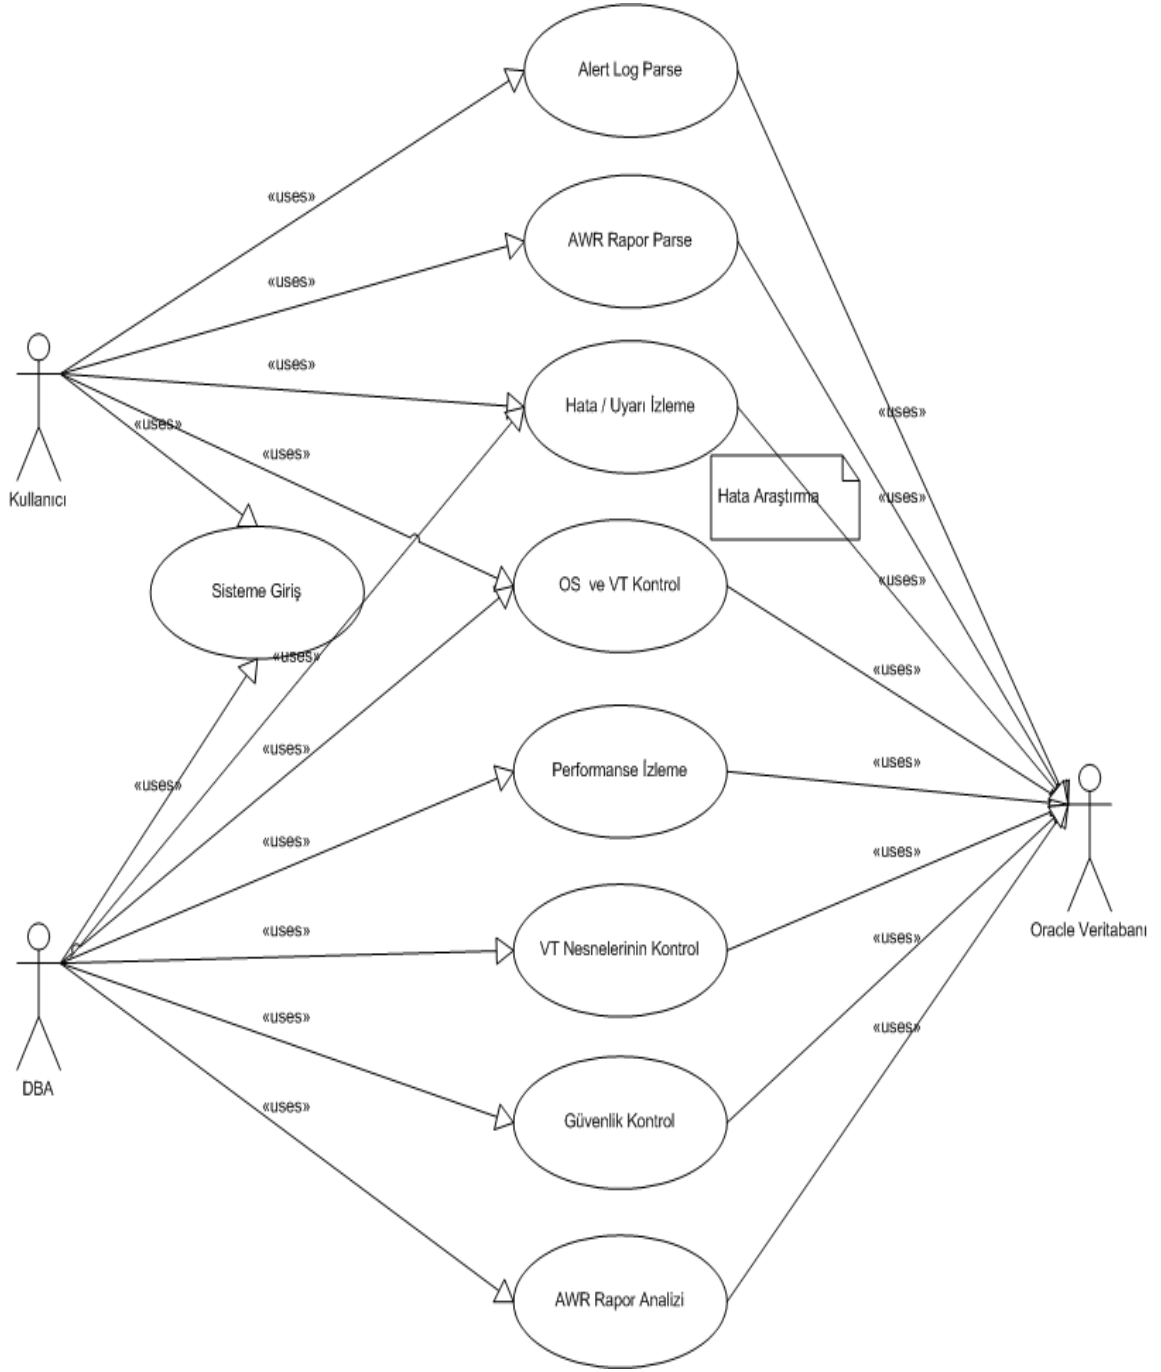 Alert Log Parse
«uses»
AWR Rapor Parse
«uses»
«uses»
Hata / Uyarı İzleme
«uses»
«uses»
«uses»
Hata Araştırma
«uses»
Kullanıcı
OS ve VT Kontrol
«uses»
Sisteme Giriş
«uses»
«uses»
«uses»
«uses»
Performanse İzleme
«uses»
«uses»
«uses»
Oracle Veritabanı
«uses»
VT Nesnelerinin Kontrol
«uses»
«uses»
«uses»
DBA
«uses»
Güvenlik Kontrol
AWR Rapor Analizi